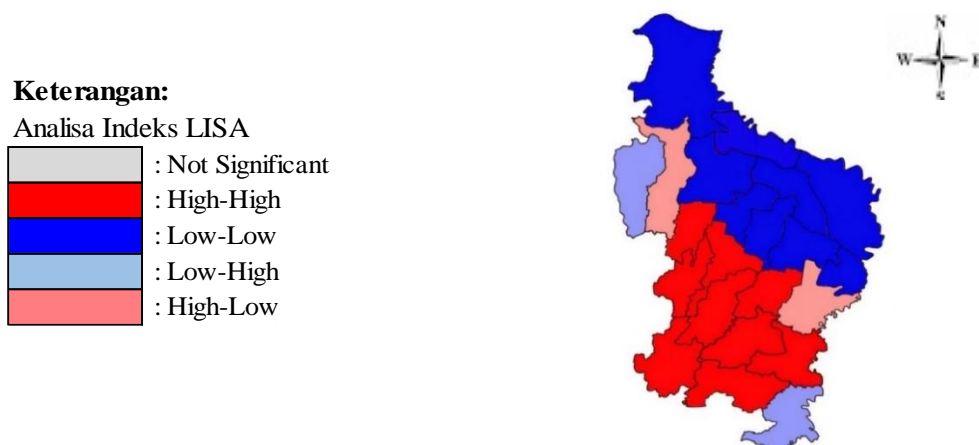 Keterangan:
Analisa Indeks LISA
: Not Significant
: High-High
: Low-Low
: Low-High
: High-Low
N
W
E